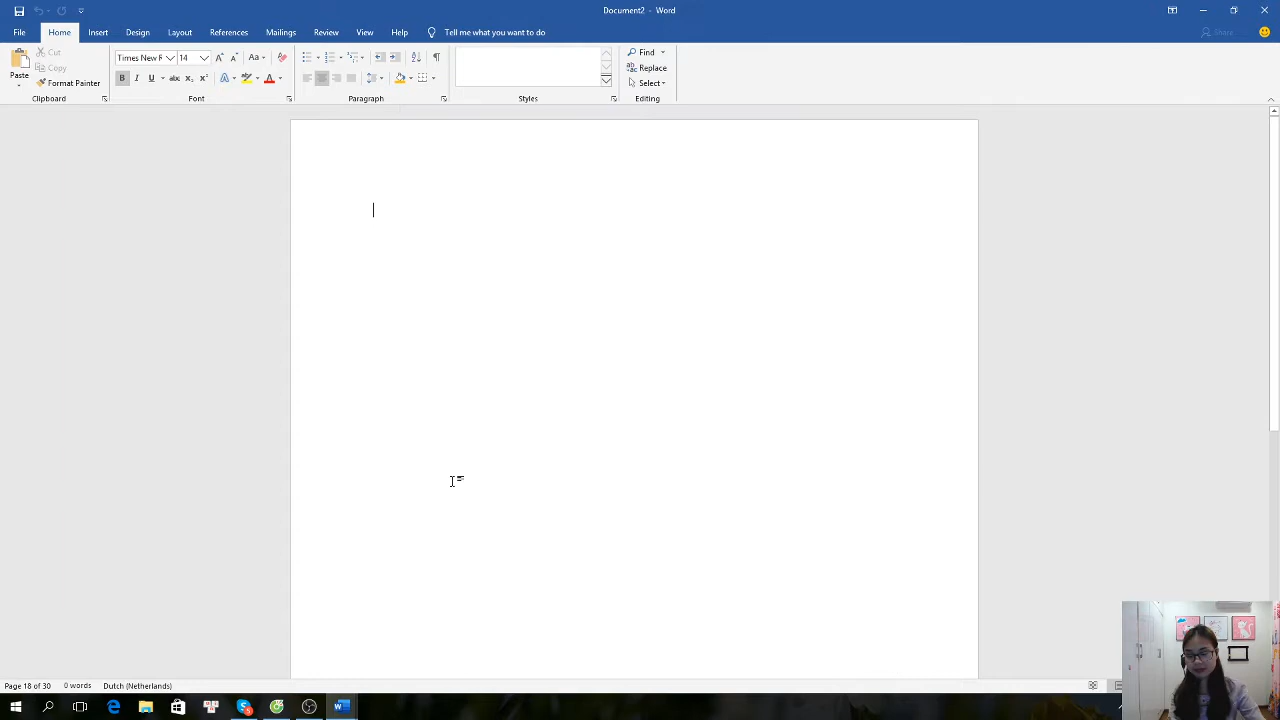 Document2 - Word
File Home Insert Design Layout References Mailings Review View Help Tell me what you want to do Share
Paste Cut Copy Format Painter
Times New F 14
Find Replace Select
Clipboard Font Paragraph Styles Editing
Page 18 of 30 0 words Dutch (Netherlands)